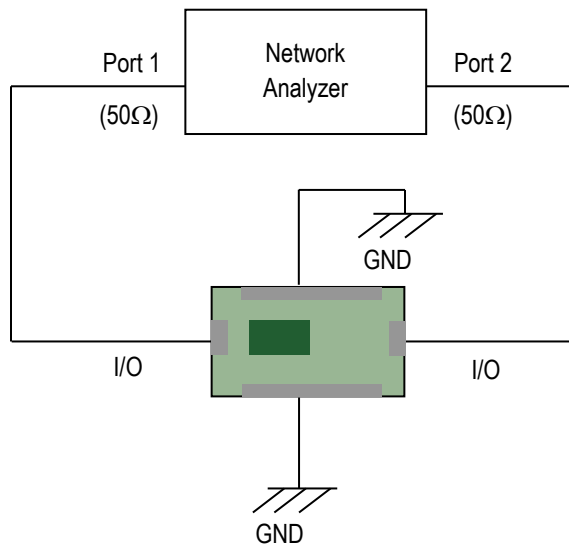 Network
Analyzer
Port 1
(50Ω)
Port 2
(50Ω)
GND
I/O
I/O
GND